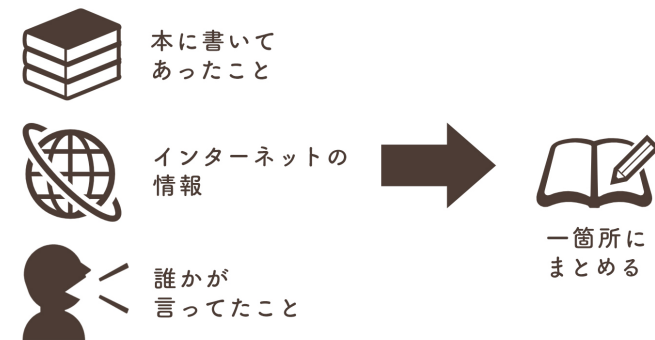 本に書いて
あったこと
インターネットの
情報
誰かが
言ってたこと
一箇所に
まとめる